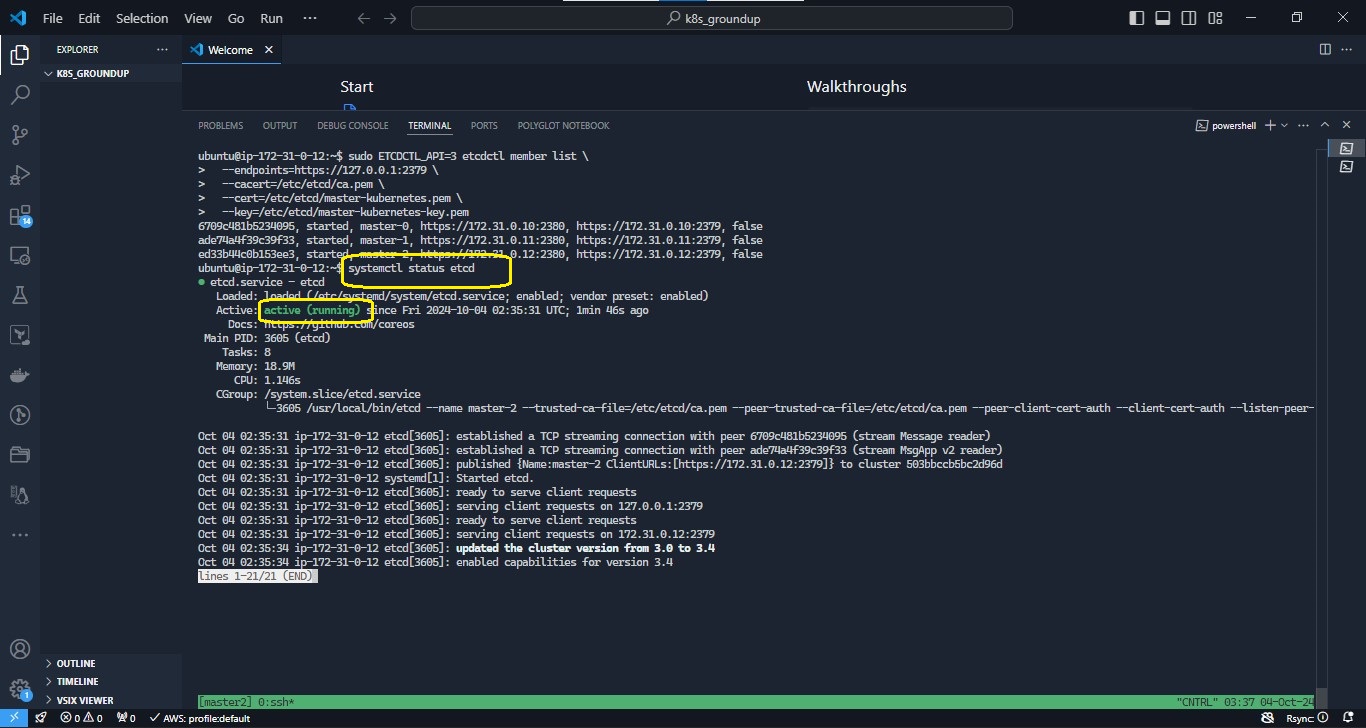 File Edit Selection View Go Run ··· k8s_groundup
EXPLORER ···
K8S_GROUNDUP
Welcome
Start Walkthroughs
PROBLEMS OUTPUT DEBUG CONSOLE TERMINAL PORTS POLYGLOT NOTEBOOK powershell
ubuntu@ip-172-31-0-12:~$ sudo ETCDCTL_API=3 etcdctl member list \
>   --endpoints=https://127.0.0.1:2379 \
>   --cacert=/etc/etcd/ca.pem \
>   --cert=/etc/etcd/master-kubernetes.pem \
>   --key=/etc/etcd/master-kubernetes-key.pem
6709c481b5234095, started, master-0, https://172.31.0.10:2380, https://172.31.0.10:2379, false
ade74a4f39c39f33, started, master-1, https://172.31.0.11:2380, https://172.31.0.11:2379, false
ed33b44c0b153ee3, started, master-2, https://172.31.0.12:2380, https://172.31.0.12:2379, false
ubuntu@ip-172-31-0-12:~$ systemctl status etcd
● etcd.service - etcd
Loaded: loaded (/etc/systemd/system/etcd.service; enabled; vendor preset: enabled)
Active: active (running) since Fri 2024-10-04 02:35:31 UTC; 1min 46s ago
Docs: https://github.com/coreos
Main PID: 3605 (etcd)
Tasks: 8
Memory: 18.9M
CPU: 1.146s
CGroup: /system.slice/etcd.service
└─3605 /usr/local/bin/etcd --name master-2 --trusted-ca-file=/etc/etcd/ca.pem --peer-trusted-ca-file=/etc/etcd/ca.pem --peer-client-cert-auth --client-cert-auth --listen-peer-
Oct 04 02:35:31 ip-172-31-0-12 etcd[3605]: established a TCP streaming connection with peer 6709c481b5234095 (stream Message reader)
Oct 04 02:35:31 ip-172-31-0-12 etcd[3605]: established a TCP streaming connection with peer ade74a4f39c39f33 (stream MsgApp v2 reader)
Oct 04 02:35:31 ip-172-31-0-12 etcd[3605]: published {Name:master-2 ClientURLs:[https://172.31.0.12:2379]} to cluster 503bbccb5bc2d96d
Oct 04 02:35:31 ip-172-31-0-12 systemd[1]: Started etcd.
Oct 04 02:35:31 ip-172-31-0-12 etcd[3605]: ready to serve client requests
Oct 04 02:35:31 ip-172-31-0-12 etcd[3605]: serving client requests on 127.0.0.1:2379
Oct 04 02:35:31 ip-172-31-0-12 etcd[3605]: ready to serve client requests
Oct 04 02:35:31 ip-172-31-0-12 etcd[3605]: serving client requests on 172.31.0.12:2379
Oct 04 02:35:34 ip-172-31-0-12 etcd[3605]: updated the cluster version from 3.0 to 3.4
Oct 04 02:35:34 ip-172-31-0-12 etcd[3605]: enabled capabilities for version 3.4
lines 1-21/21 (END)
14
OUTLINE
TIMELINE
1
VSIX VIEWER
[master2] 0:ssh* "CNTRL" 03:37 04-Oct-24
0 0 0 AWS: profile:default Rsync: